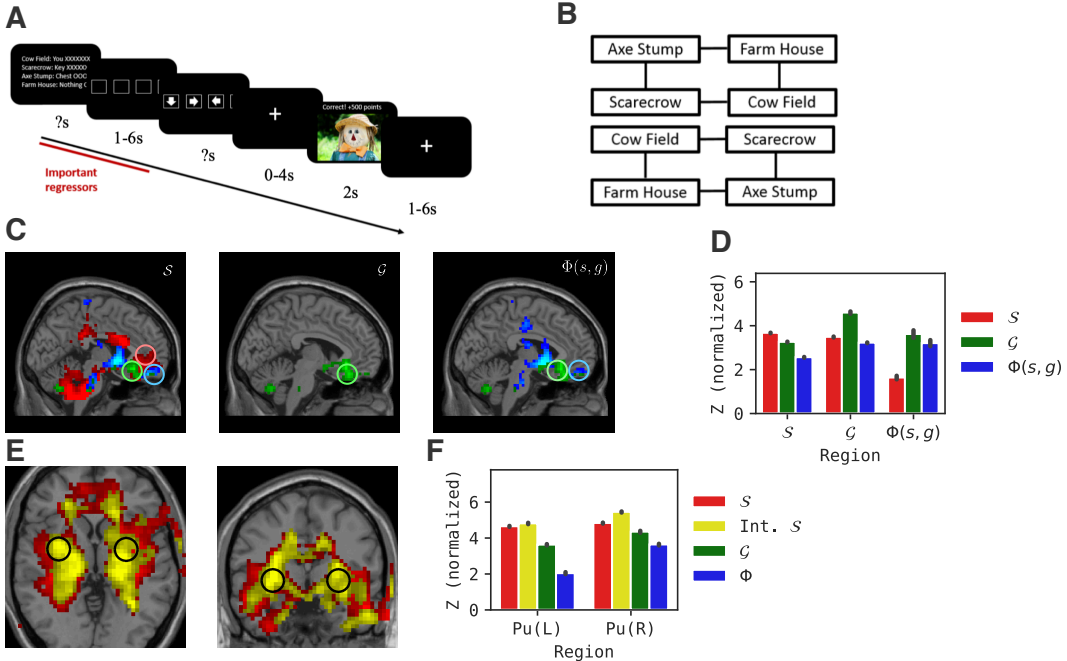 A
Cow Field: You XXXXXXX
Scarecrow: Key XXXXX
Axe Stump: Chest OOO
Farm House: Nothing
Correct! +500 points
?s
1-6s
?s
0-4s
2s
1-6s
Important
regressors
B
Axe Stump
Farm House
Scarecrow
Cow Field
Cow Field
Scarecrow
Farm House
Axe Stump
C
𝒮
𝒢
Φ(s, g)
D
Z (normalized)
6
4
2
0
𝒮
𝒢
Φ(s, g)
Region
𝒮
𝒢
Φ(s, g)
E
F
Z (normalized)
6
4
2
0
Pu(L)
Pu(R)
Region
𝒮
Int. 𝒮
𝒢
Φ